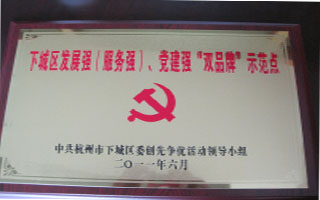 下城区发展强（服务强）、党建强“双品牌”示范点
中共杭州市下城区委创先争优活动领导小组
二〇一一年六月